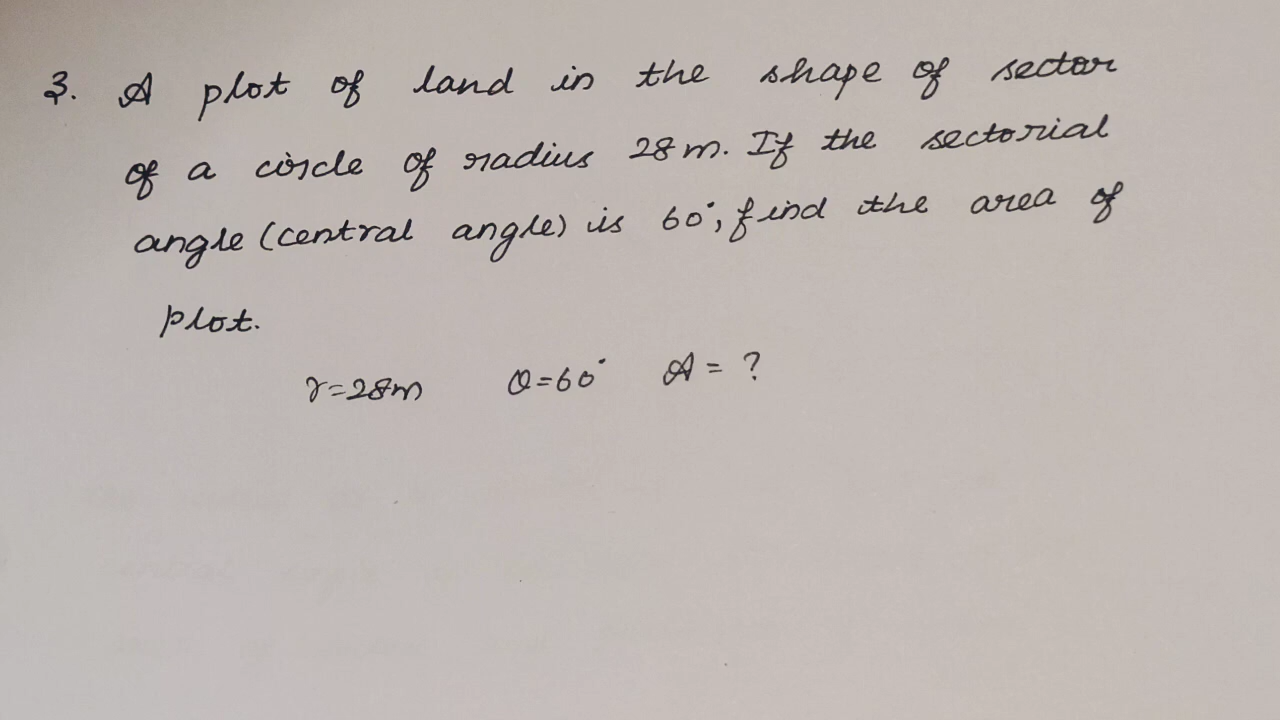 3. A plot of land in the shape of sector
of a circle of radius 28m. If the sectorial
angle (central angle) is 60°, find the area of
plot.
r=28m θ=60° A = ?